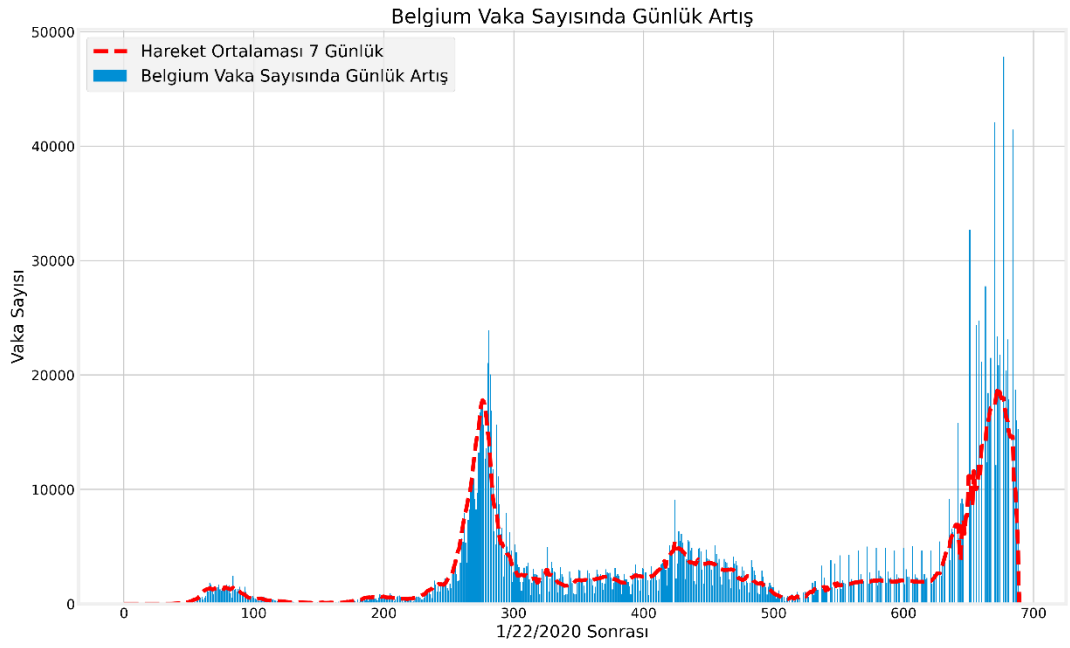 Belgium Vaka Sayısında Günlük Artış
Hareket Ortalaması 7 Günlük
Belgium Vaka Sayısında Günlük Artış
Vaka Sayısı
50000
40000
30000
20000
10000
0
0 100 200 300 400 500 600 700
1/22/2020 Sonrası